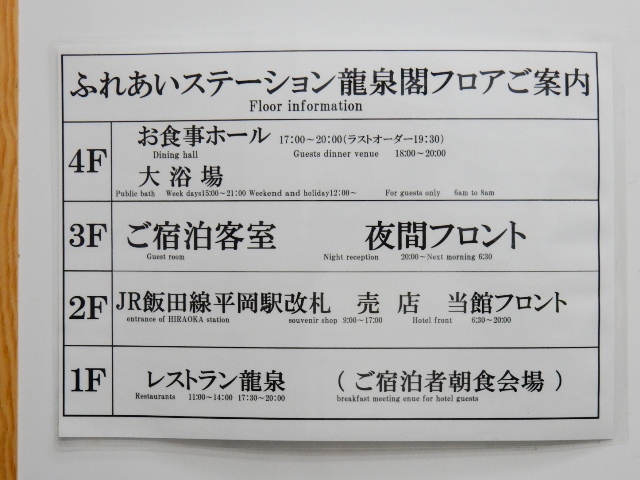 ふれあいステーション龍泉閣フロアご案内
Floor information
4F
お食事ホール 17:00～20:00(ラストオーダー19:30)
Dining hall Guests dinner venue 18:00～20:00
大浴場
Public bath Week days15:00～21:00 Weekend and holiday12:00～ For guests only 6am to 8am
3F
ご宿泊客室 夜間フロント
Guest room Night reception 20:00～Next morning 6:30
2F
JR飯田線平岡駅改札 売店 当館フロント
entrance of HIRAOKA station souvenir shop 9:00～17:00 Hotel front 6:30～20:00
1F
レストラン龍泉 (ご宿泊者朝食会場)
Restaurants 11:00～14:00 17:30～20:00 breakfast meeting enue for hotel guests